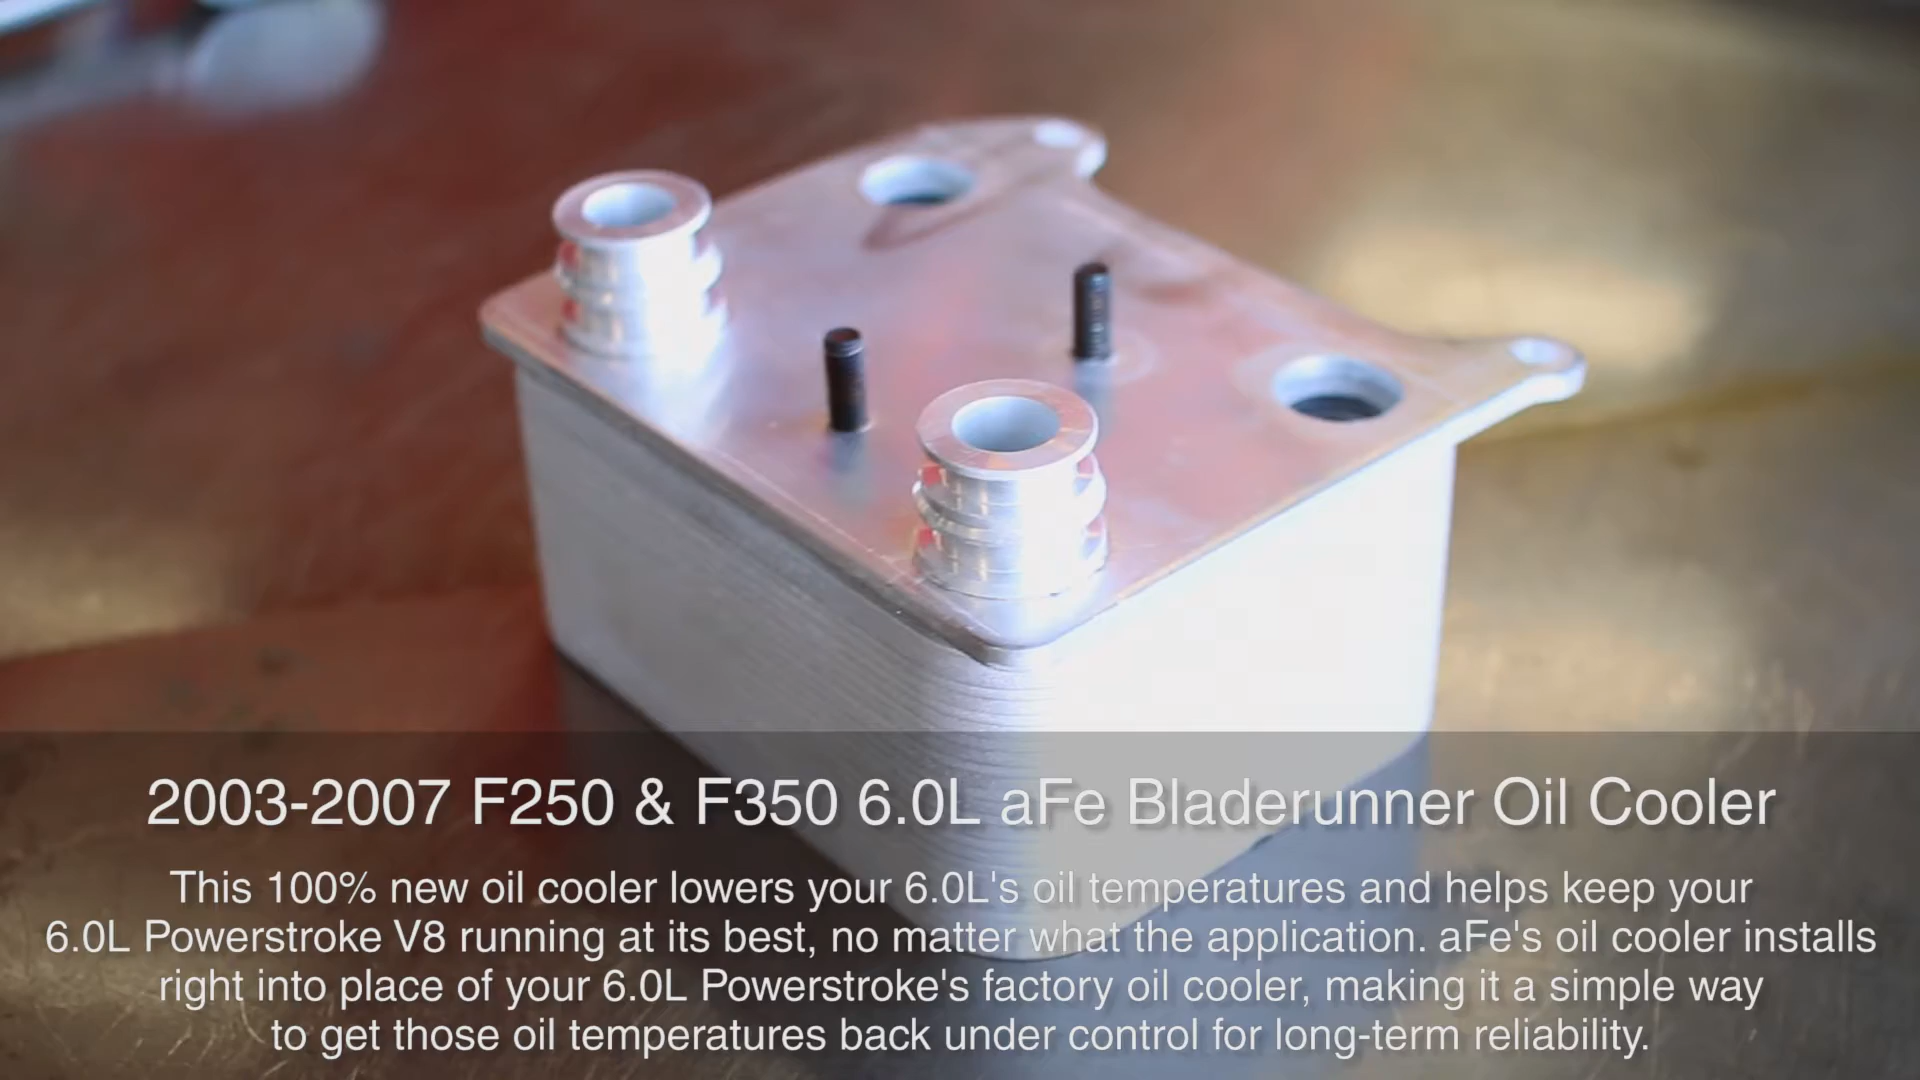 2003-2007 F250 & F350 6.0L aFe Bladerunner Oil Cooler
This 100% new oil cooler lowers your 6.0L's oil temperatures and helps keep your
6.0L Powerstroke V8 running at its best, no matter what the application. aFe's oil cooler installs
right into place of your 6.0L Powerstroke's factory oil cooler, making it a simple way
to get those oil temperatures back under control for long-term reliability.